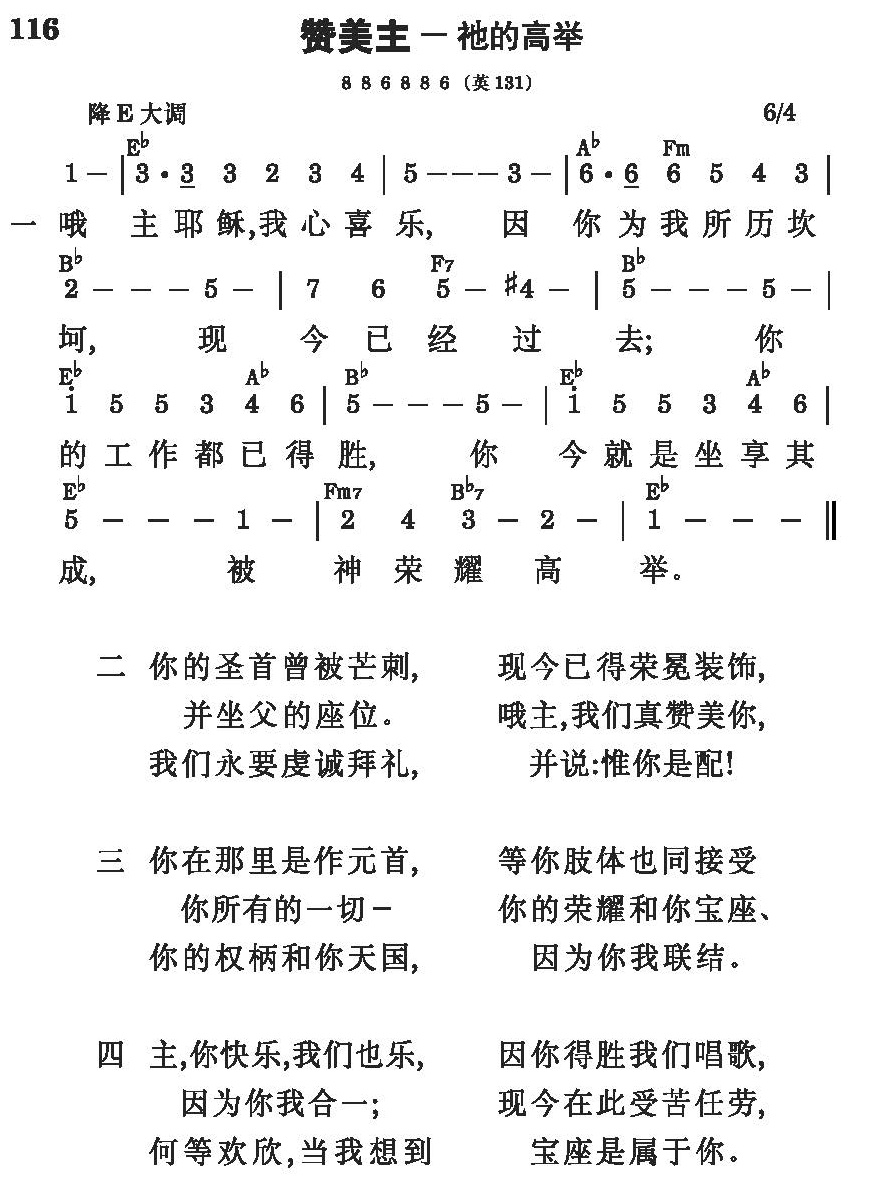 116
赞美主 — 祂的高举
8 8 6 8 8 6 (英 131)
降 E 大调 6/4
E♭ A♭ Fm
1 – | 3 · 3 3 2 3 4 | 5 – – – 3 – | 6 · 6 6 5 4 3 |
一 哦 主 耶 稣,我 心 喜 乐, 因 你 为 我 所 历 坎
B♭ F7 B♭
2 – – – 5 – | 7 6 5 – ♯4 – | 5 – – – 5 – |
坷, 现 今 已 经 过 去; 你
E♭ A♭ B♭ E♭ A♭
1̇ 5 5 3 4 6 | 5 – – – 5 – | 1̇ 5 5 3 4 6 |
的 工 作 都 已 得 胜, 你 今 就 是 坐 享 其
E♭ Fm7 B♭7 E♭
5 – – – 1 – | 2 4 3 – 2 – | 1 – – – ‖
成, 被 神 荣 耀 高 举。
二 你的圣首曾被芒刺, 现今已得荣冕装饰,
并坐父的座位。 哦主,我们真赞美你,
我们永要虔诚拜礼, 并说:惟你是配!
三 你在那里是作元首, 等你肢体也同接受
你所有的一切– 你的荣耀和你宝座、
你的权柄和你天国, 因为你我联结。
四 主,你快乐,我们也乐, 因你得胜我们唱歌,
因为你我合一; 现今在此受苦任劳,
何等欢欣,当我想到 宝座是属于你。